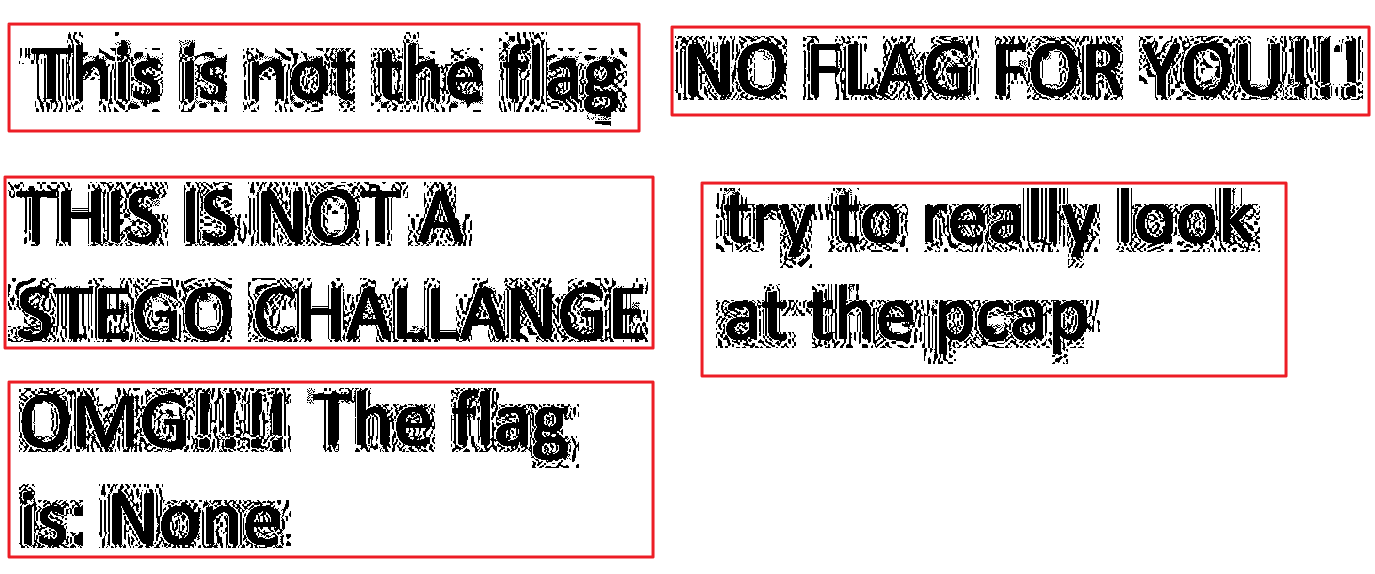 This is not the flag
NO FLAG FOR YOU!!!
THIS IS NOT A
STEGO CHALLANGE
try to really look
at the pcap
OMG!!!! The flag
is: None